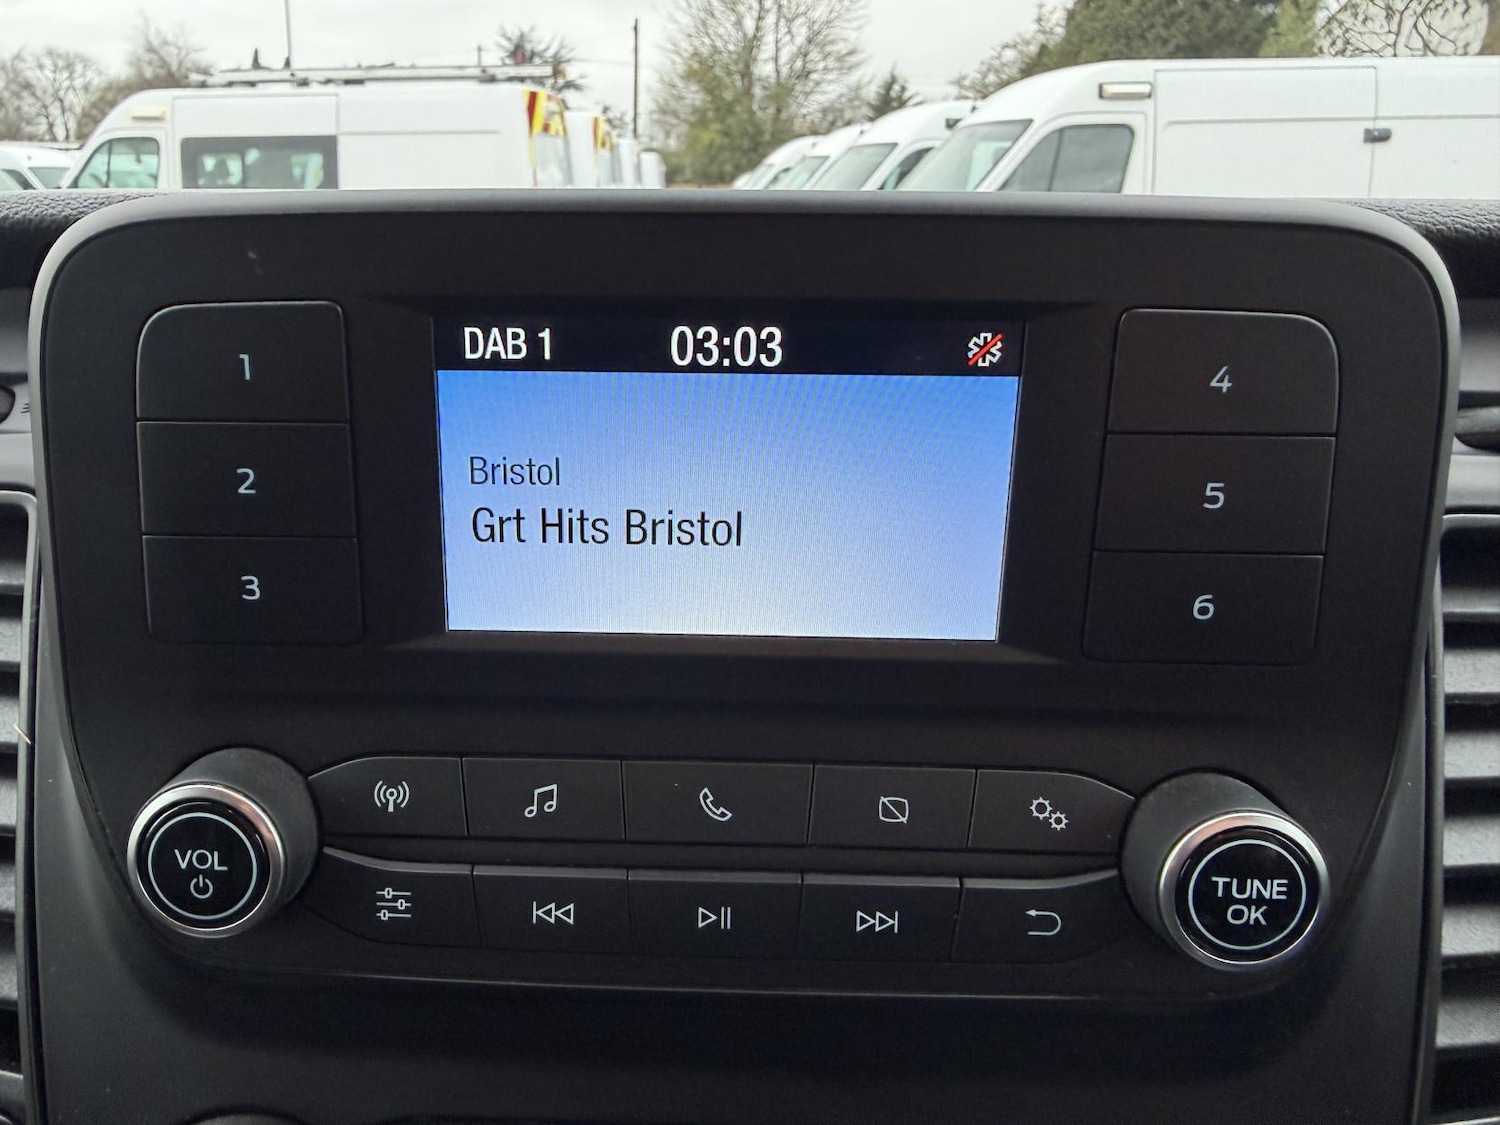 DAB 1 03:03
Bristol
Grt Hits Bristol
1
2
3
4
5
6
VOL
TUNE
OK